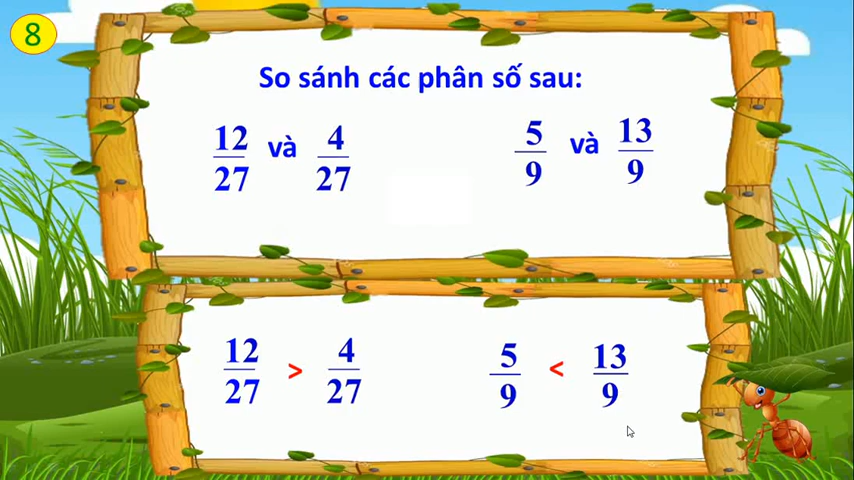 8
So sánh các phân số sau:
12/27 và 4/27 5/9 và 13/9
12/27 > 4/27 5/9 < 13/9